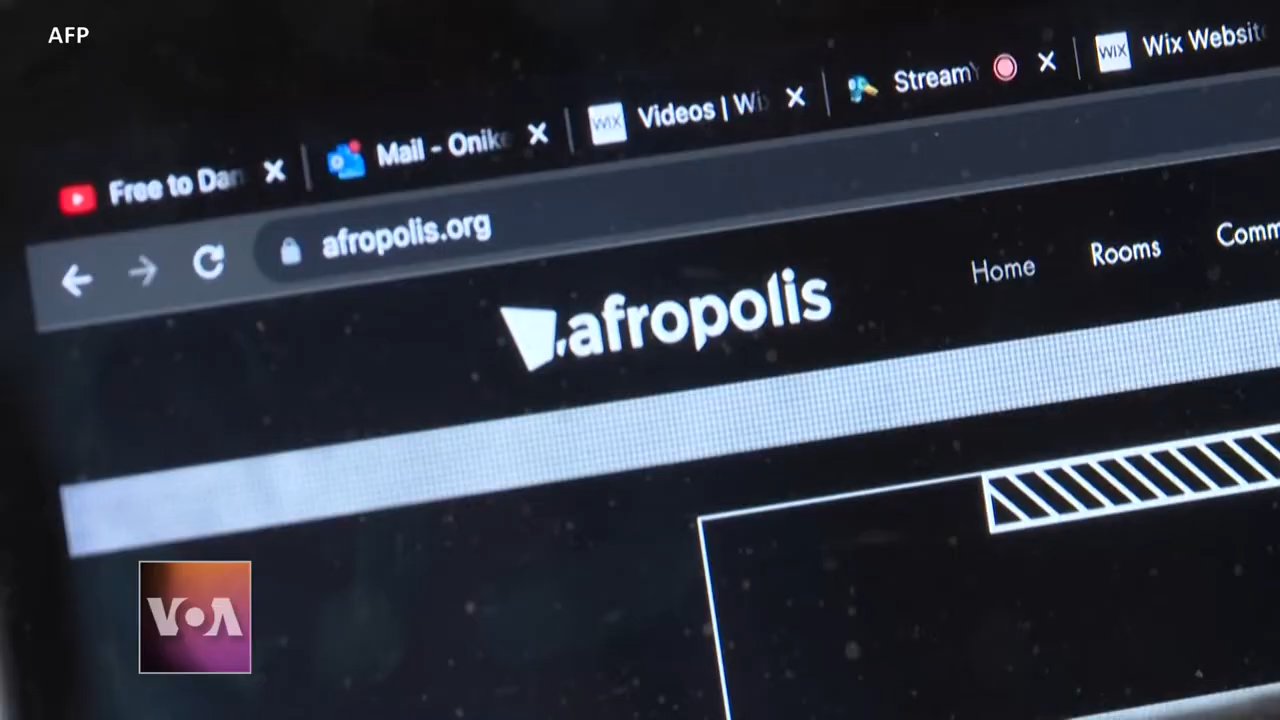 AFP
Free to Dan
Mail - Onike
Videos | Wi
Stream
WIX Wix Website
afropolis.org
afropolis
Home
Rooms
Comm
VOA